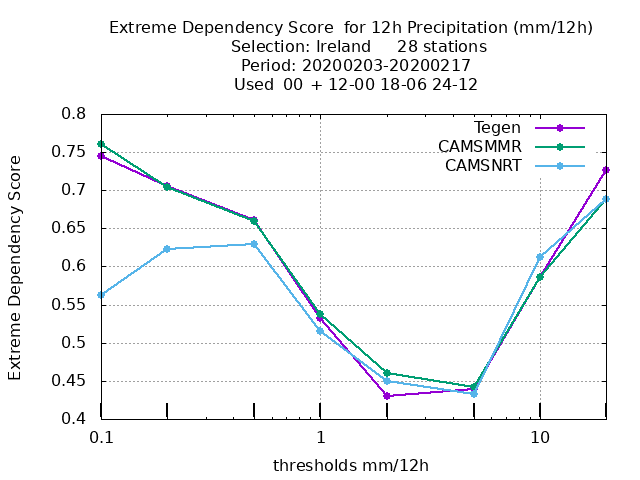 Extreme Dependency Score  for 12h Precipitation (mm/12h)
Selection: Ireland     28 stations
Period: 20200203-20200217
Used  00  + 12-00 18-06 24-12
Tegen
CAMSMMR
CAMSNRT
Extreme Dependency Score
0.8
0.75
0.7
0.65
0.6
0.55
0.5
0.45
0.4
0.1 1 10
thresholds mm/12h